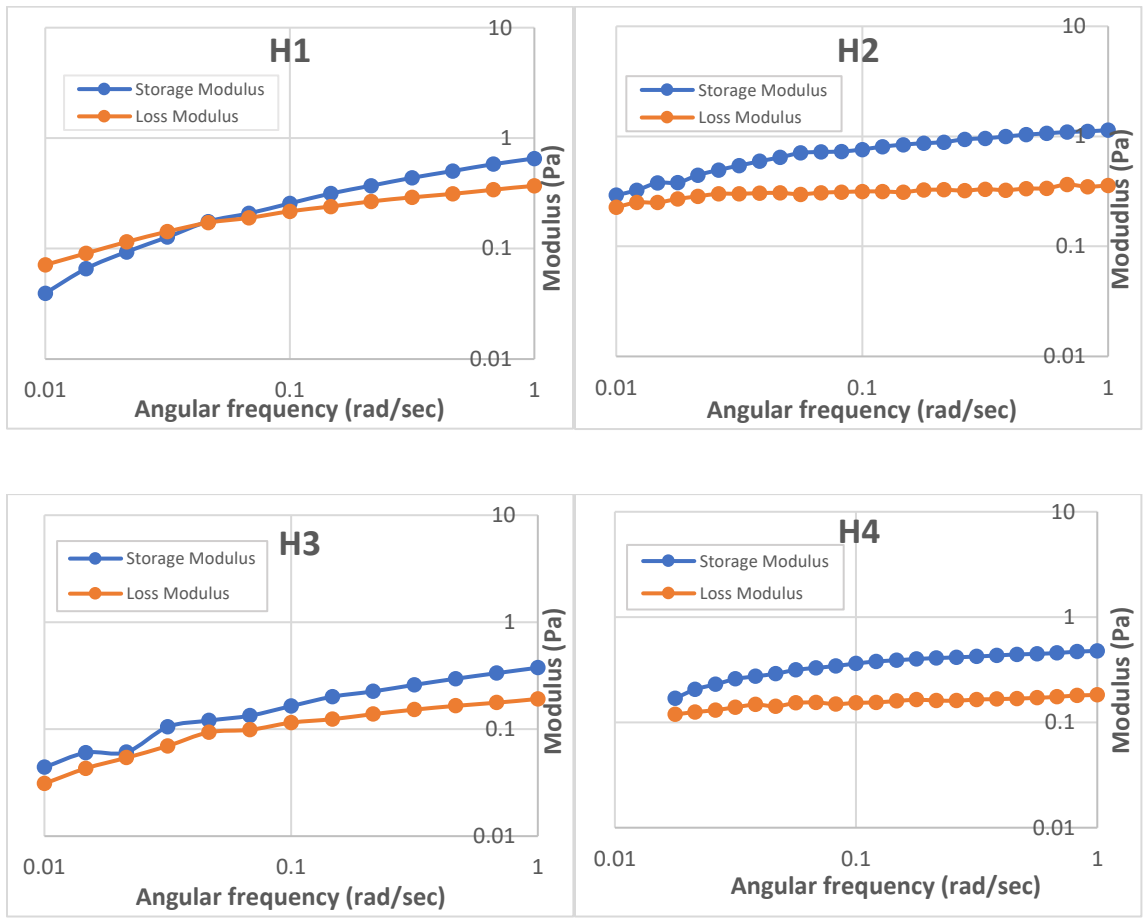 H1
Storage Modulus
Loss Modulus
10
1
0.1
0.01
Modulus (Pa)
0.01 0.1 1
Angular frequency (rad/sec)
H2
Storage Modulus
Loss Modulus
10
1
0.1
0.01
Modudlus (Pa)
0.01 0.1 1
Angular frequency (rad/sec)
H3
Storage Modulus
Loss Modulus
10
1
0.1
0.01
Modulus (Pa)
0.01 0.1 1
Angular frequency (rad/sec)
H4
Storage Modulus
Loss Modulus
10
1
0.1
0.01
Modulus (Pa)
0.01 0.1 1
Angular frequency (rad/sec)